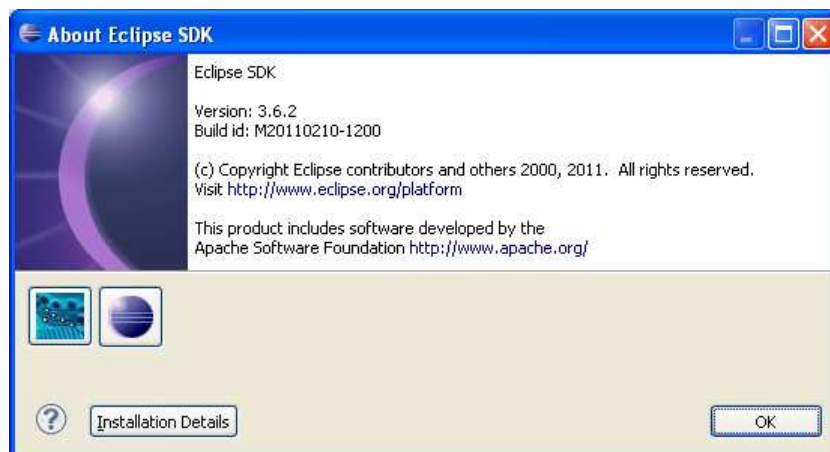 About Eclipse SDK
Eclipse SDK
Version: 3.6.2
Build id: M20110210-1200
(c) Copyright Eclipse contributors and others 2000, 2011.  All rights reserved.
Visit http://www.eclipse.org/platform
This product includes software developed by the
Apache Software Foundation http://www.apache.org/
? Installation Details OK